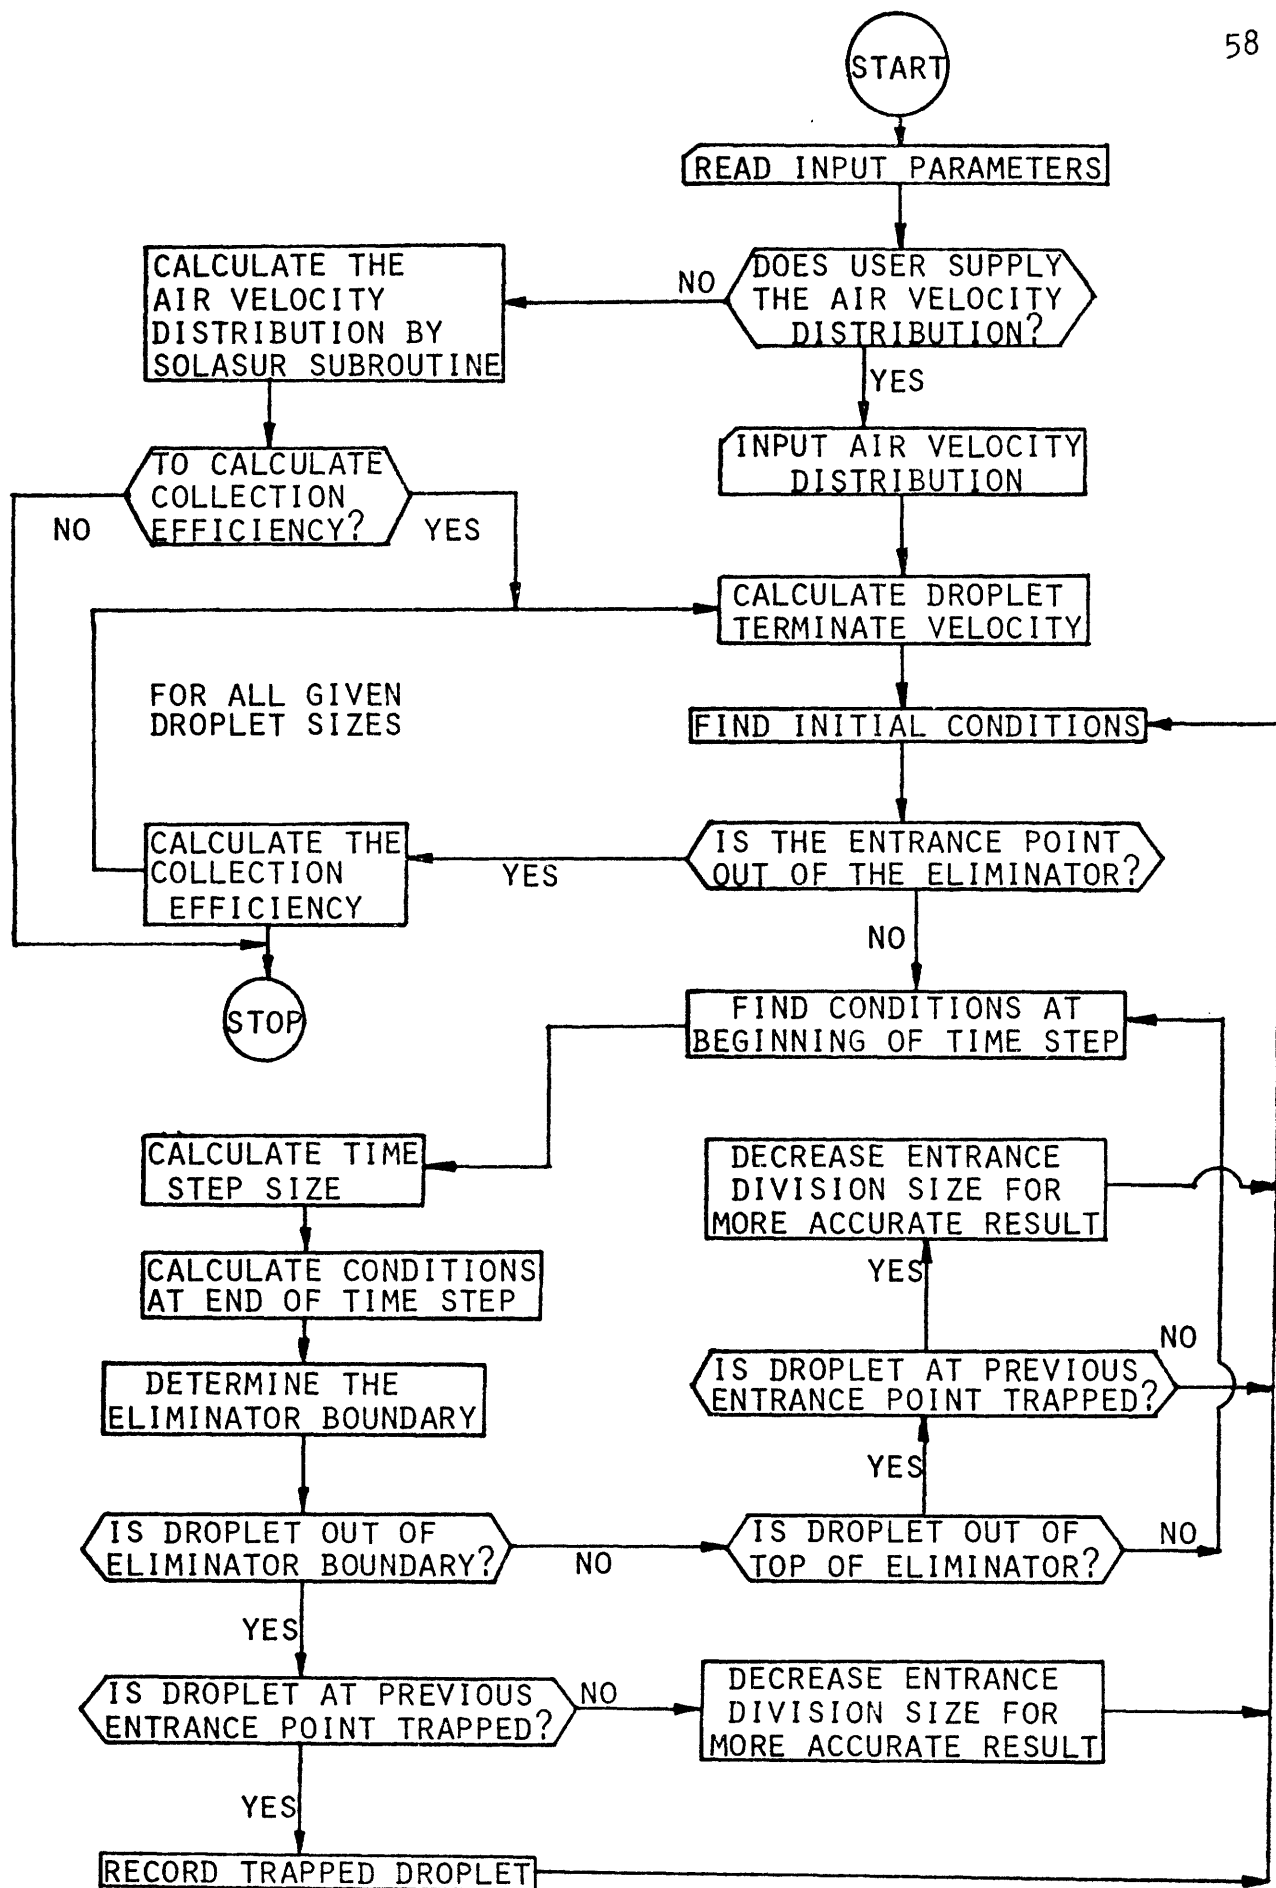 58
START
READ INPUT PARAMETERS
DOES USER SUPPLY
THE AIR VELOCITY
DISTRIBUTION?
NO
CALCULATE THE
AIR VELOCITY
DISTRIBUTION BY
SOLASUR SUBROUTINE
YES
INPUT AIR VELOCITY
DISTRIBUTION
TO CALCULATE
COLLECTION
EFFICIENCY?
NO
YES
CALCULATE DROPLET
TERMINATE VELOCITY
FOR ALL GIVEN
DROPLET SIZES
FIND INITIAL CONDITIONS
IS THE ENTRANCE POINT
OUT OF THE ELIMINATOR?
YES
CALCULATE THE
COLLECTION
EFFICIENCY
NO
STOP
FIND CONDITIONS AT
BEGINNING OF TIME STEP
CALCULATE TIME
STEP SIZE
DECREASE ENTRANCE
DIVISION SIZE FOR
MORE ACCURATE RESULT
CALCULATE CONDITIONS
AT END OF TIME STEP
YES
NO
DETERMINE THE
ELIMINATOR BOUNDARY
IS DROPLET AT PREVIOUS
ENTRANCE POINT TRAPPED?
YES
IS DROPLET OUT OF
ELIMINATOR BOUNDARY?
NO
IS DROPLET OUT OF
TOP OF ELIMINATOR?
NO
YES
IS DROPLET AT PREVIOUS
ENTRANCE POINT TRAPPED?
NO
DECREASE ENTRANCE
DIVISION SIZE FOR
MORE ACCURATE RESULT
YES
RECORD TRAPPED DROPLET